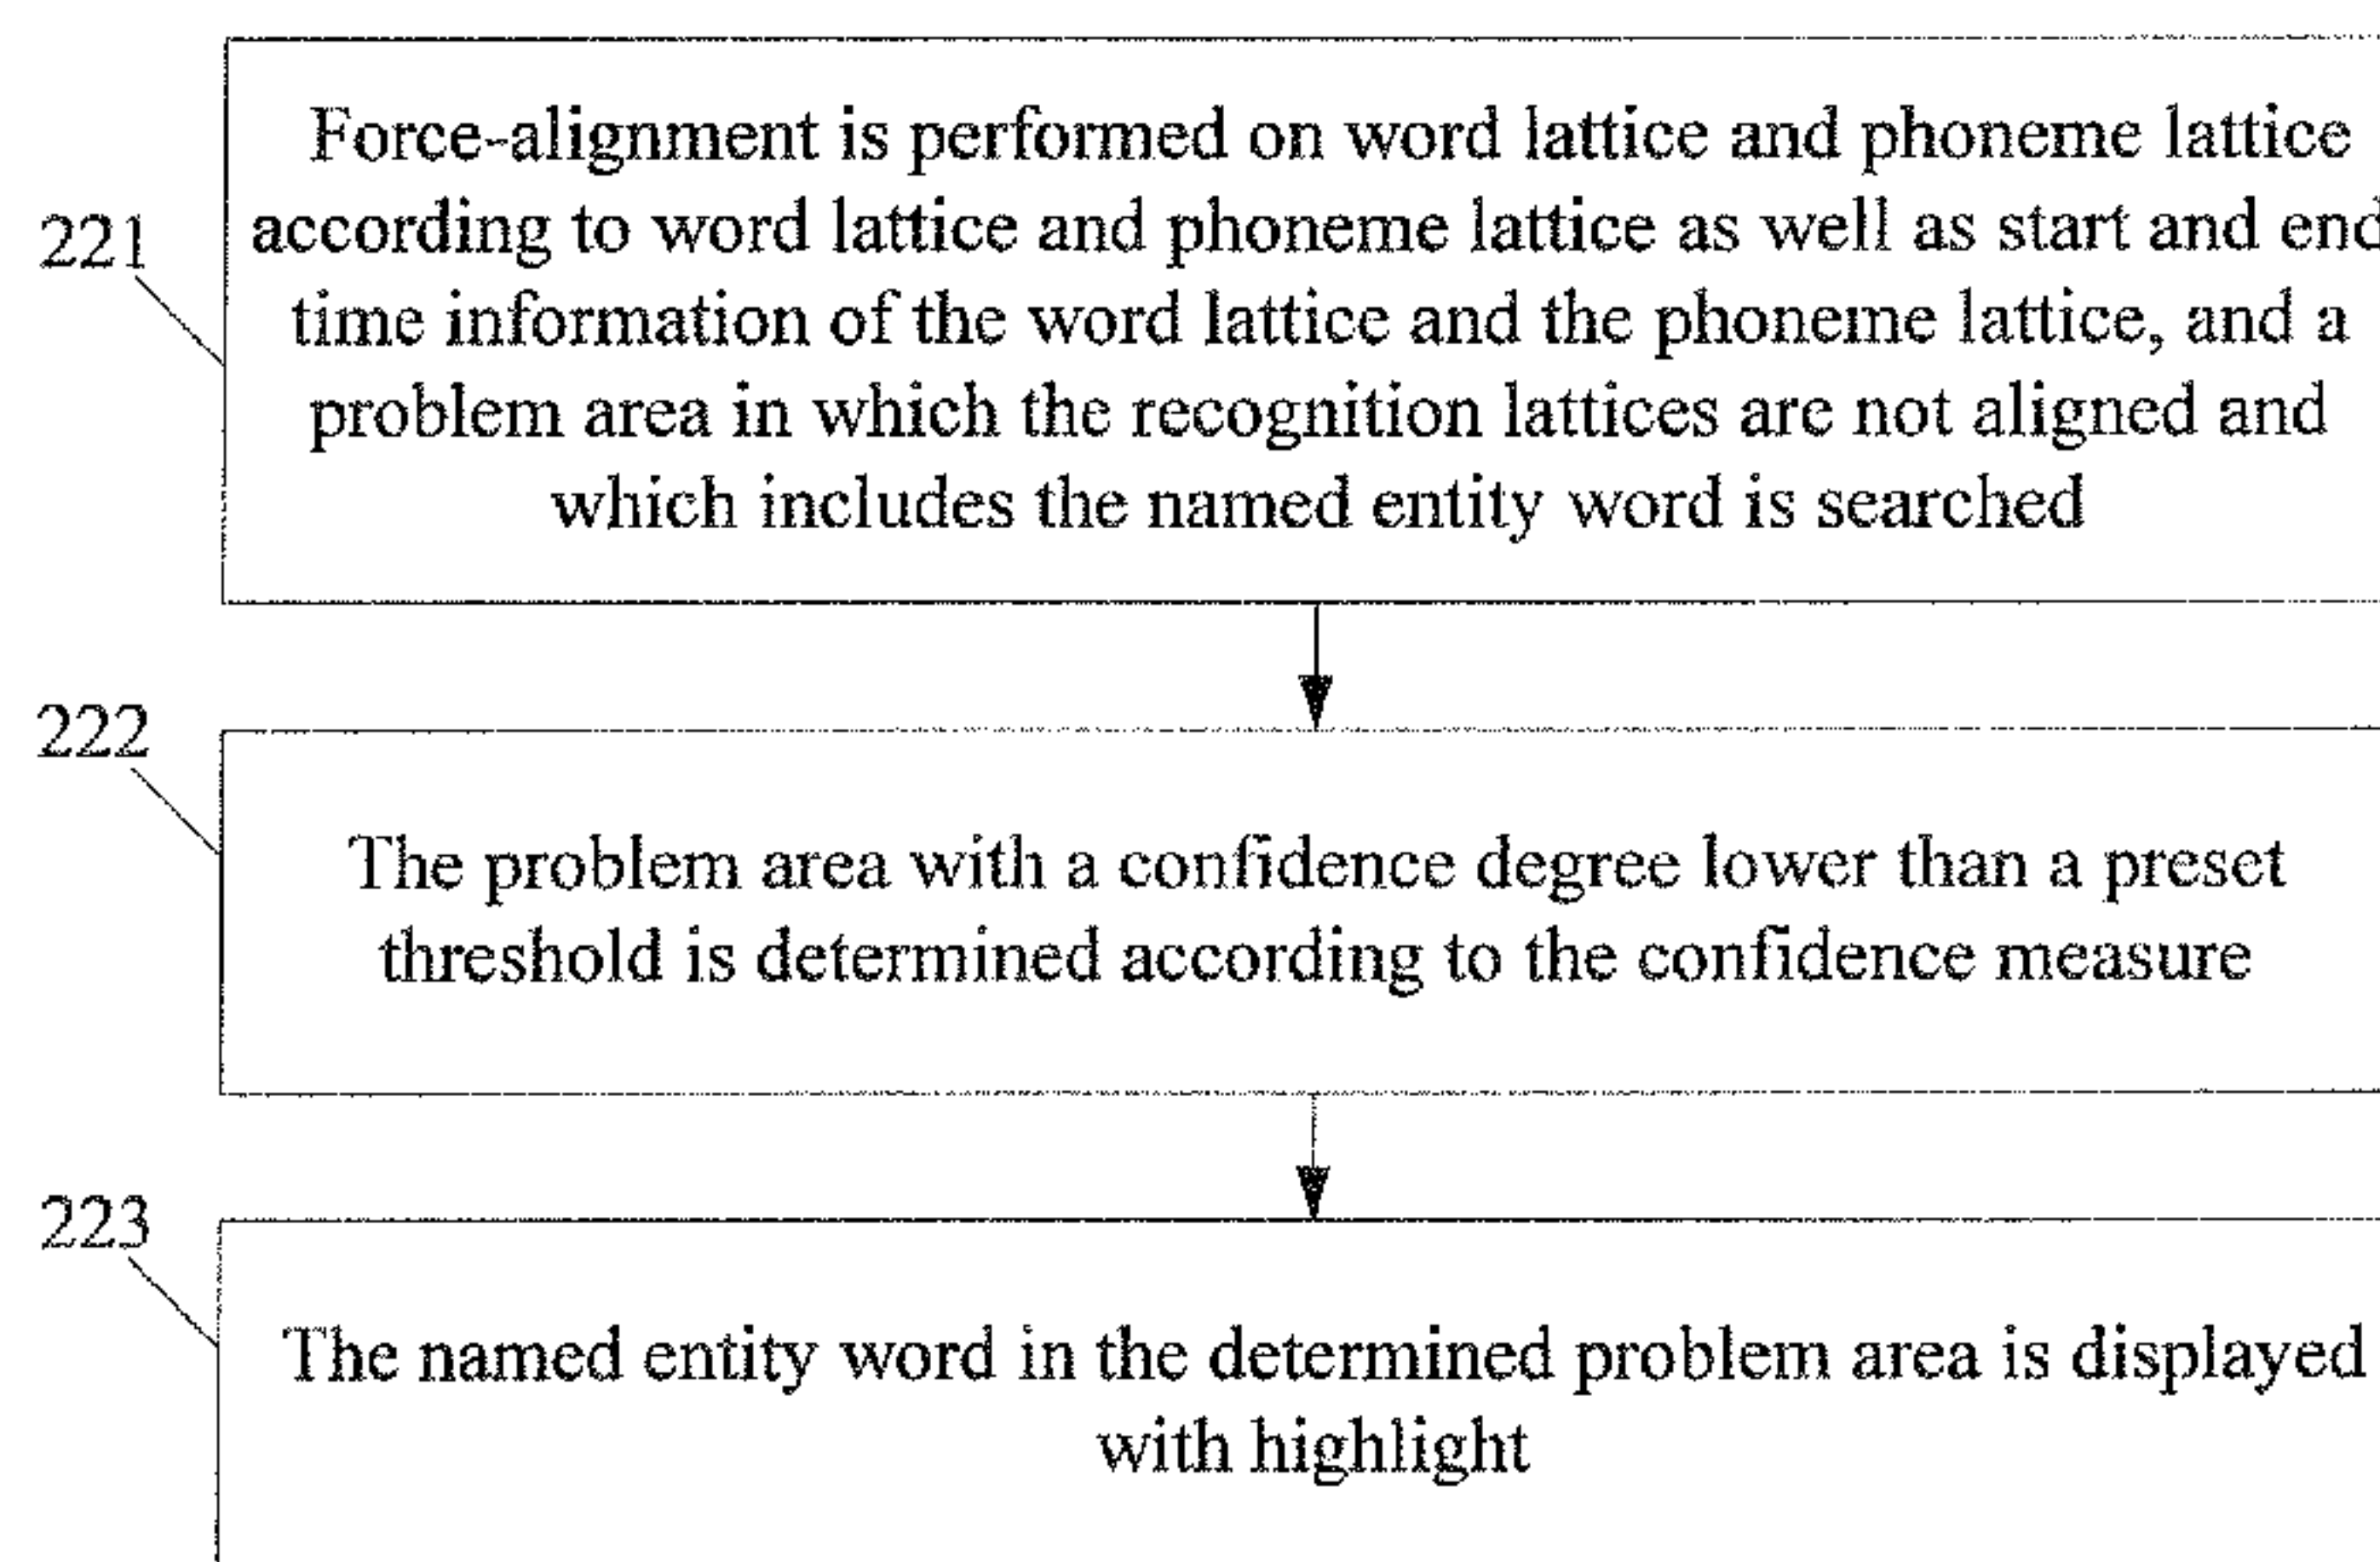 Force-alignment is performed on word lattice and phoneme lattice
221
according to word lattice and phoneme lattice as well as start and end
time information of the word lattice and the phoneme lattice, and a
problem area in which the recognition lattices are not aligned and
which includes the named entity word is searched
222
The problem area with a confidence degree lower than a preset
threshold is determined according to the confidence measure
223
The named entity word in the determined problem area is displayed
with highlight